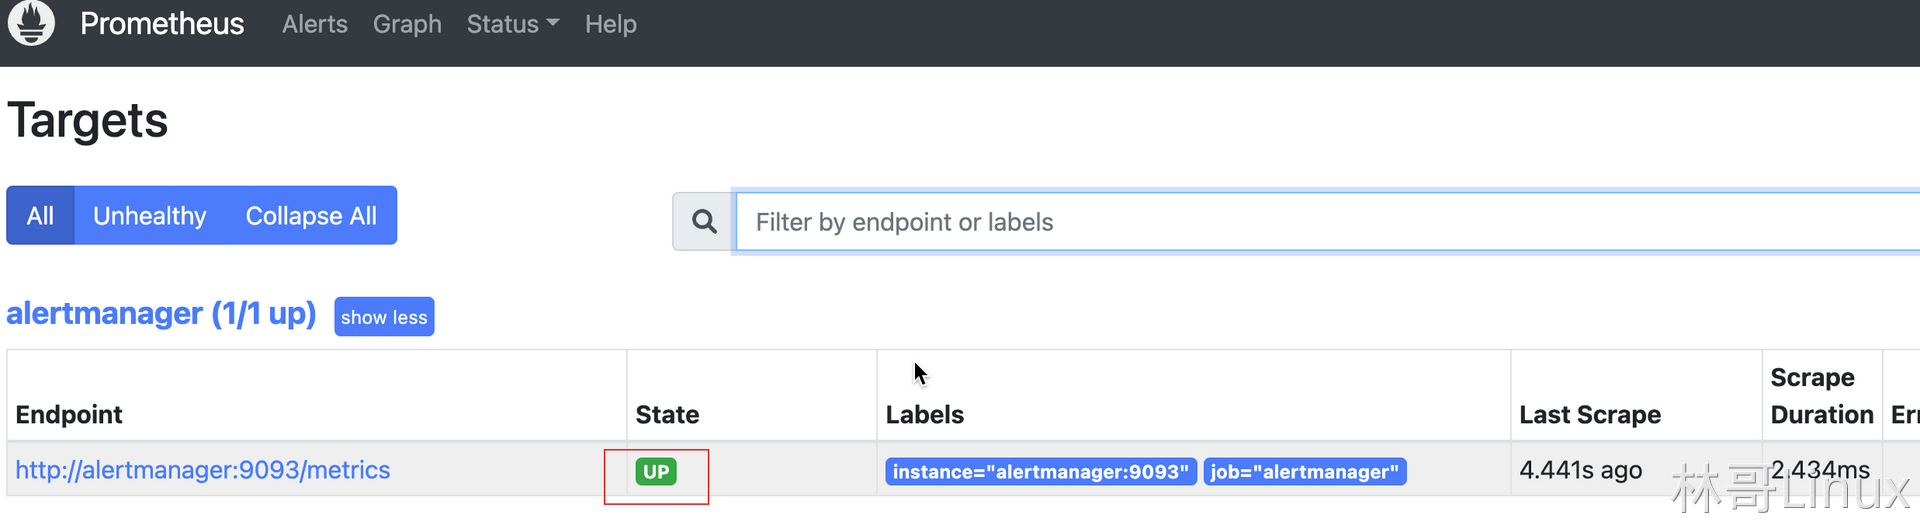 Prometheus Alerts Graph Status Help
Targets
All Unhealthy Collapse All
Filter by endpoint or labels
alertmanager (1/1 up) show less
Endpoint State Labels Last Scrape Scrape Duration Err
http://alertmanager:9093/metrics UP instance="alertmanager:9093" job="alertmanager" 4.441s ago 2.434ms
林哥Linux